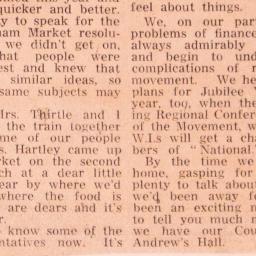 quicker and better.
y to speak for the
am Market resolu-
we didn't get on,
hat people were
est and knew that
similar ideas, so
same subjects may
Mrs. Thirtle and I
the train together
me of our people
s. Hartley came up
rket on the second
ch at a dear little
ear by where we'd
where the food is
are dears and it's
r.
know some of the
ntatives now. It's
feel about things.
We, on our par
problems of finance
always admirably
and begin to und
complications of r
movement. We he
plans for Jubilee Y
year, too, when the
ing Regional Confer
of the Movement, w
W.I.s will get a cha
bers of "National."
By the time we
home, gasping for
plenty to talk about
we'd been away fo
been an exciting n
to tell you much m
we have our Cou
Andrew's Hall.